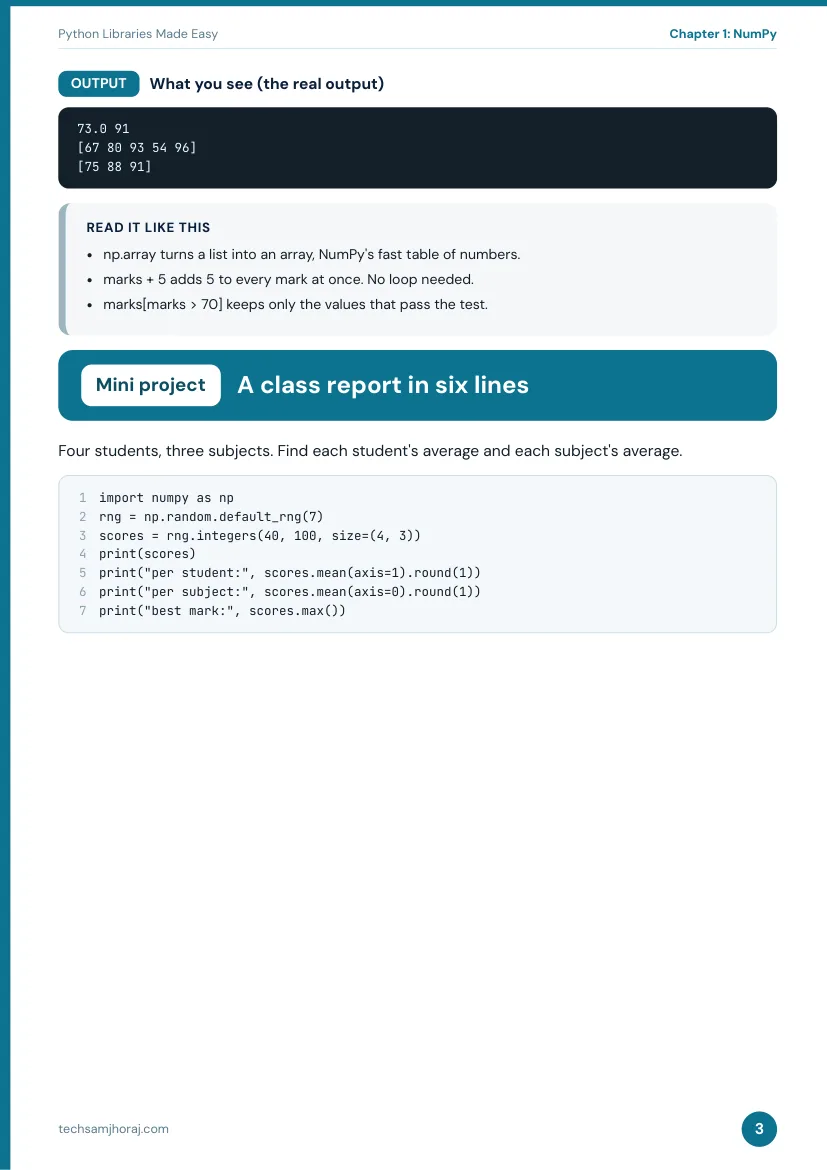 Python Libraries Made Easy
Chapter 1: NumPy
OUTPUT What you see (the real output)
73.0 91
[67 80 93 54 96]
[75 88 91]
READ IT LIKE THIS
• np.array turns a list into an array, NumPy's fast table of numbers.
• marks + 5 adds 5 to every mark at once. No loop needed.
• marks[marks > 70] keeps only the values that pass the test.
Mini project A class report in six lines
Four students, three subjects. Find each student's average and each subject's average.
1 import numpy as np
2 rng = np.random.default_rng(7)
3 scores = rng.integers(40, 100, size=(4, 3))
4 print(scores)
5 print("per student:", scores.mean(axis=1).round(1))
6 print("per subject:", scores.mean(axis=0).round(1))
7 print("best mark:", scores.max())
techsamjhoraj.com
3